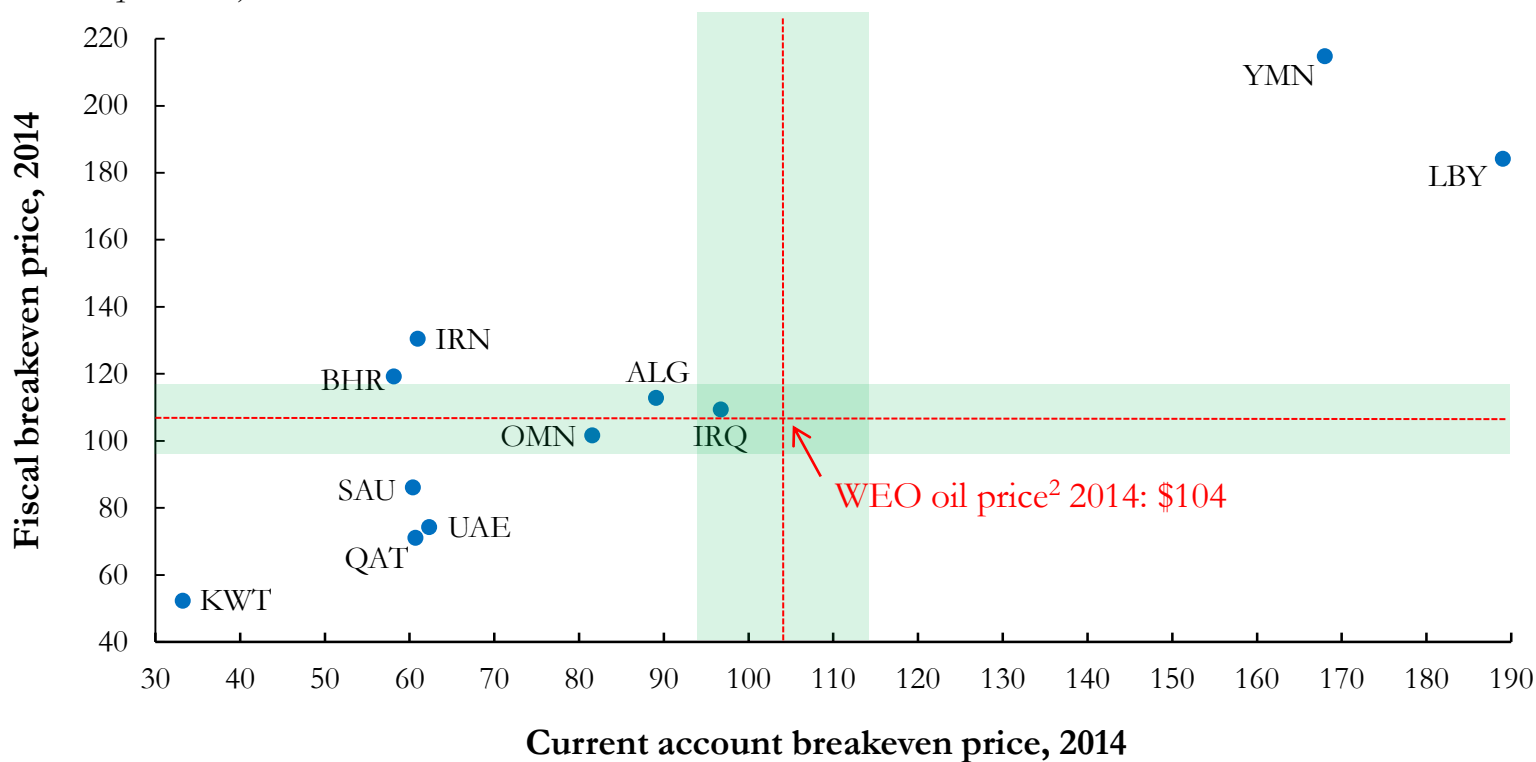 220
200
180
160
140
120
100
80
60
40
Fiscal breakeven price, 2014
YMN
LBY
IRN
BHR
ALG
OMN
IRQ
SAU
UAE
QAT
KWT
WEO oil price² 2014: $104
30 40 50 60 70 80 90 100 110 120 130 140 150 160 170 180 190
Current account breakeven price, 2014